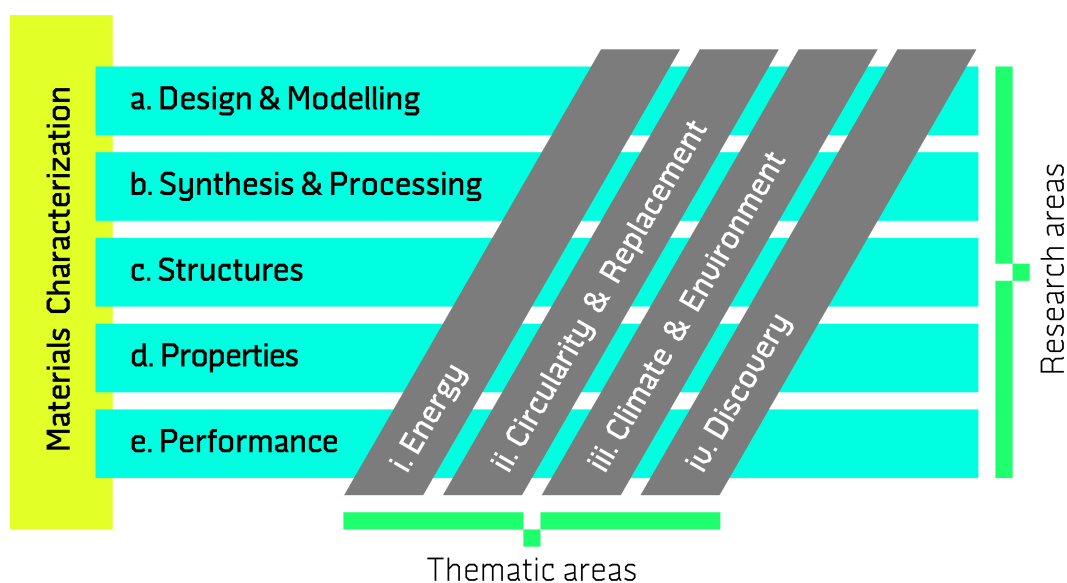 Materials Characterization
a. Design & Modelling
b. Synthesis & Processing
c. Structures
d. Properties
e. Performance
i. Energy
ii. Circularity & Replacement
iii. Climate & Environment
iv. Discovery
Research areas
Thematic areas